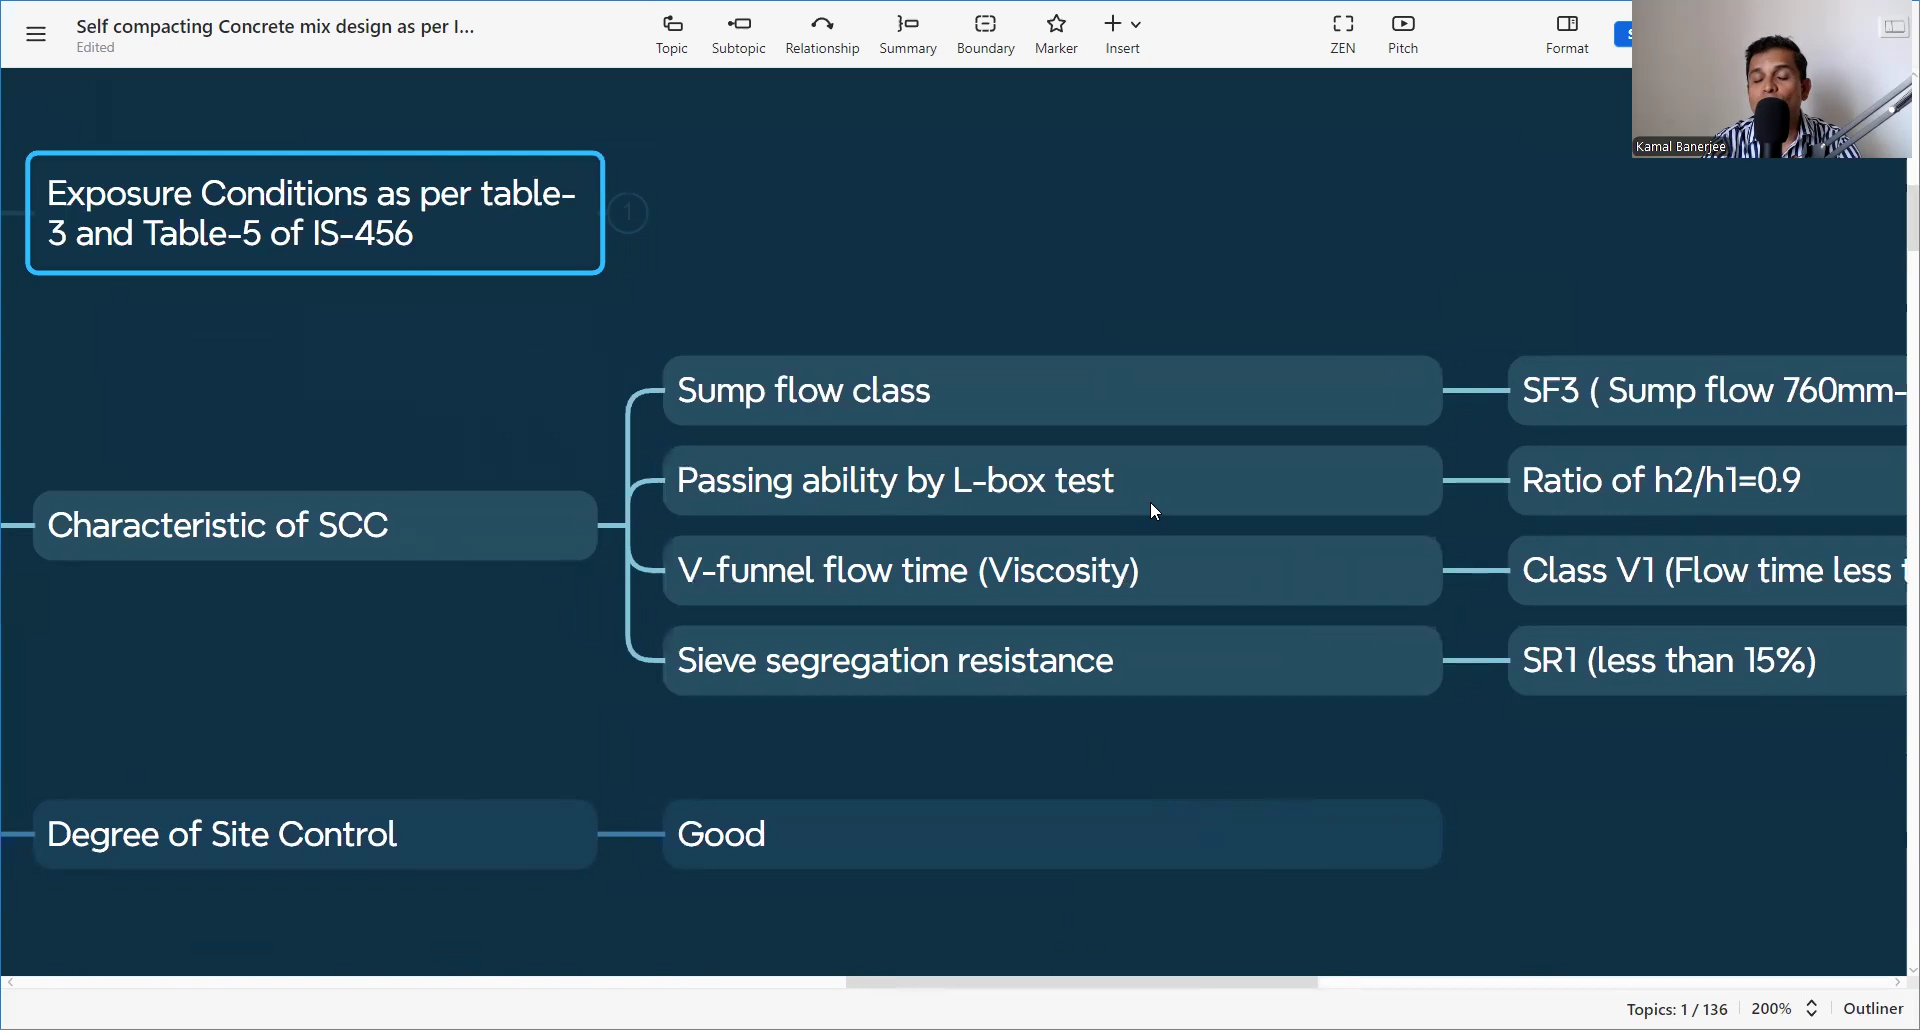 Self compacting Concrete mix design as per I...
Edited
Topic
Subtopic
Relationship
Summary
Boundary
Marker
Insert
ZEN
Pitch
Format
S
Kamal Banerjee
Exposure Conditions as per table-
3 and Table-5 of IS-456
1
Sump flow class
SF3 ( Sump flow 760mm-
Passing ability by L-box test
Ratio of h2/h1=0.9
Characteristic of SCC
V-funnel flow time (Viscosity)
Class V1 (Flow time less t
Sieve segregation resistance
SR1 (less than 15%)
Degree of Site Control
Good
Topics: 1 / 136
200%
Outliner